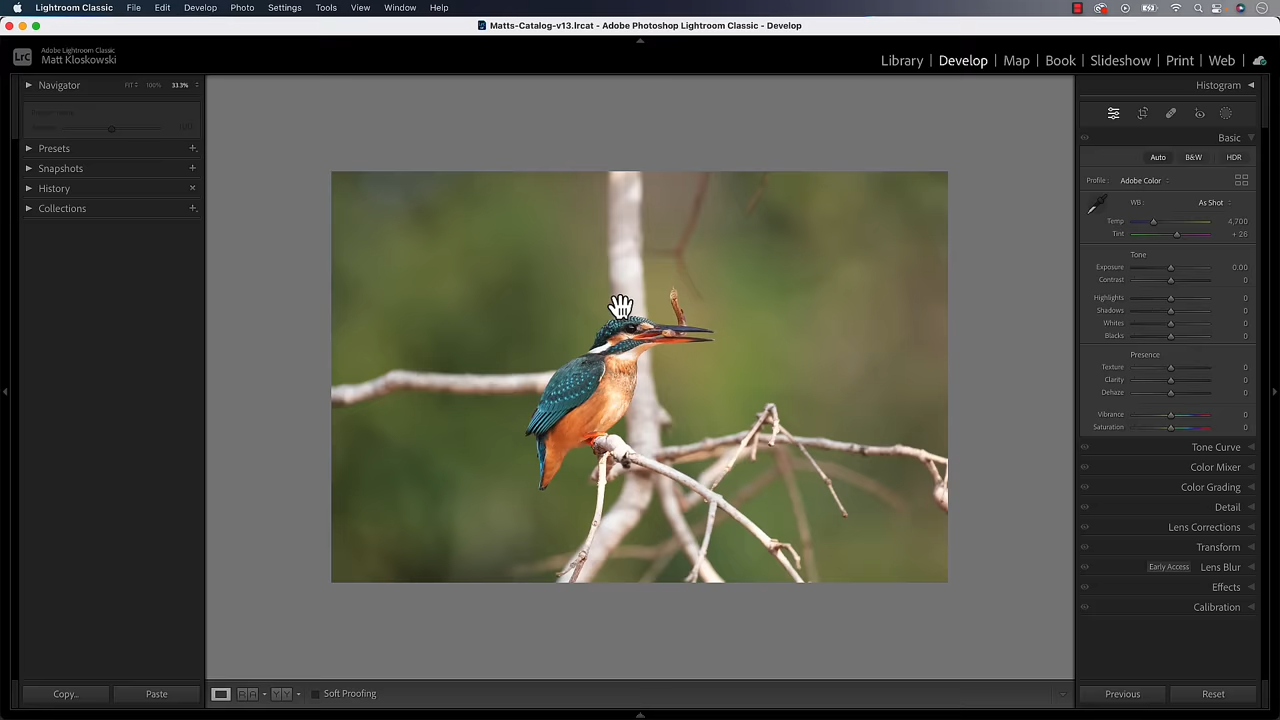 Lightroom Classic File Edit Develop Photo Settings Tools View Window Help
Matts-Catalog-v13.lrcat - Adobe Photoshop Lightroom Classic - Develop
LrC
Adobe Lightroom Classic
Matt Kloskowski
Library | Develop | Map | Book | Slideshow | Print | Web
Navigator FIT 100% 33.3%
Presets
Snapshots
History
Collections
Copy... Paste
Soft Proofing
Histogram
Basic
Auto B&W HDR
Profile: Adobe Color
WB: As Shot
Temp 4,700
Tint + 26
Tone
Exposure 0.00
Contrast 0
Highlights 0
Shadows 0
Whites 0
Blacks 0
Presence
Texture 0
Clarity 0
Dehaze 0
Vibrance 0
Saturation 0
Tone Curve
Color Mixer
Color Grading
Detail
Lens Corrections
Transform
Early Access Lens Blur
Effects
Calibration
Previous Reset